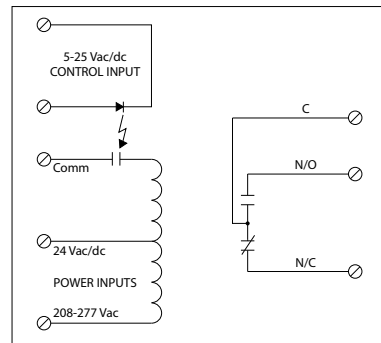 5-25 Vac/dc
CONTROL INPUT
C
Comm
N/O
24 Vac/dc
POWER INPUTS
N/C
208-277 Vac